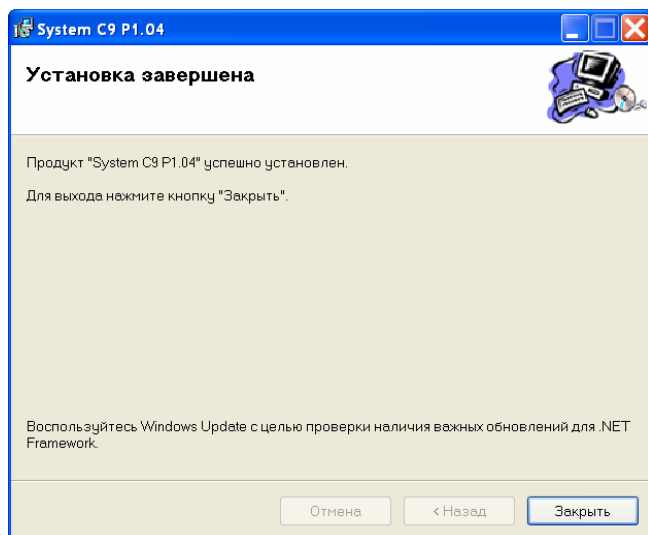 System C9 P1.04
Установка завершена
Продукт "System C9 P1.04" успешно установлен.
Для выхода нажмите кнопку "Закрыть".
Воспользуйтесь Windows Update с целью проверки наличия важных обновлений для .NET
Framework.
Отмена
< Назад
Закрыть